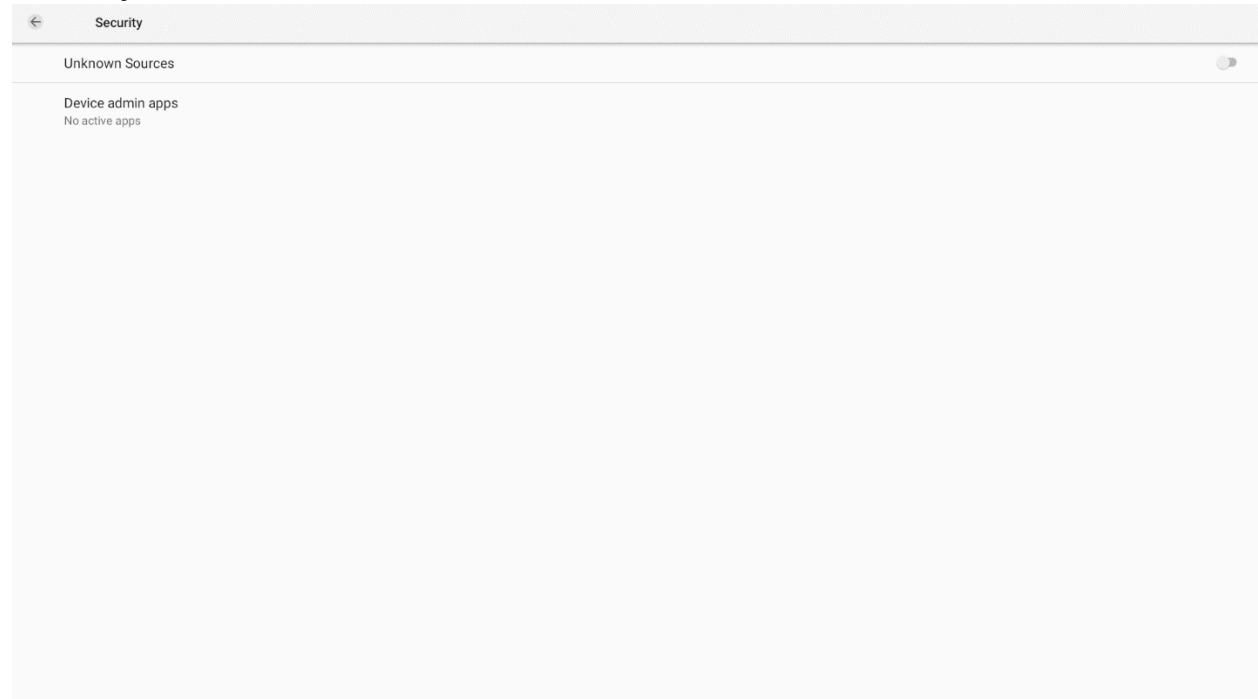 Security
Unknown Sources
Device admin apps
No active apps